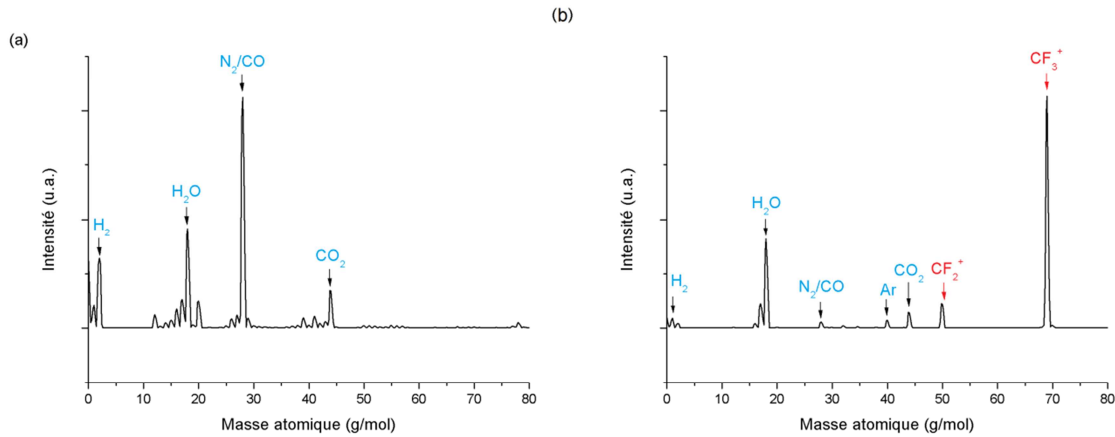 (a)
Intensité (u.a.)
H₂
H₂O
N₂/CO
CO₂
0 10 20 30 40 50 60 70 80
Masse atomique (g/mol)
(b)
Intensité (u.a.)
H₂
H₂O
N₂/CO
Ar
CO₂
CF₂⁺
CF₃⁺
0 10 20 30 40 50 60 70 80
Masse atomique (g/mol)